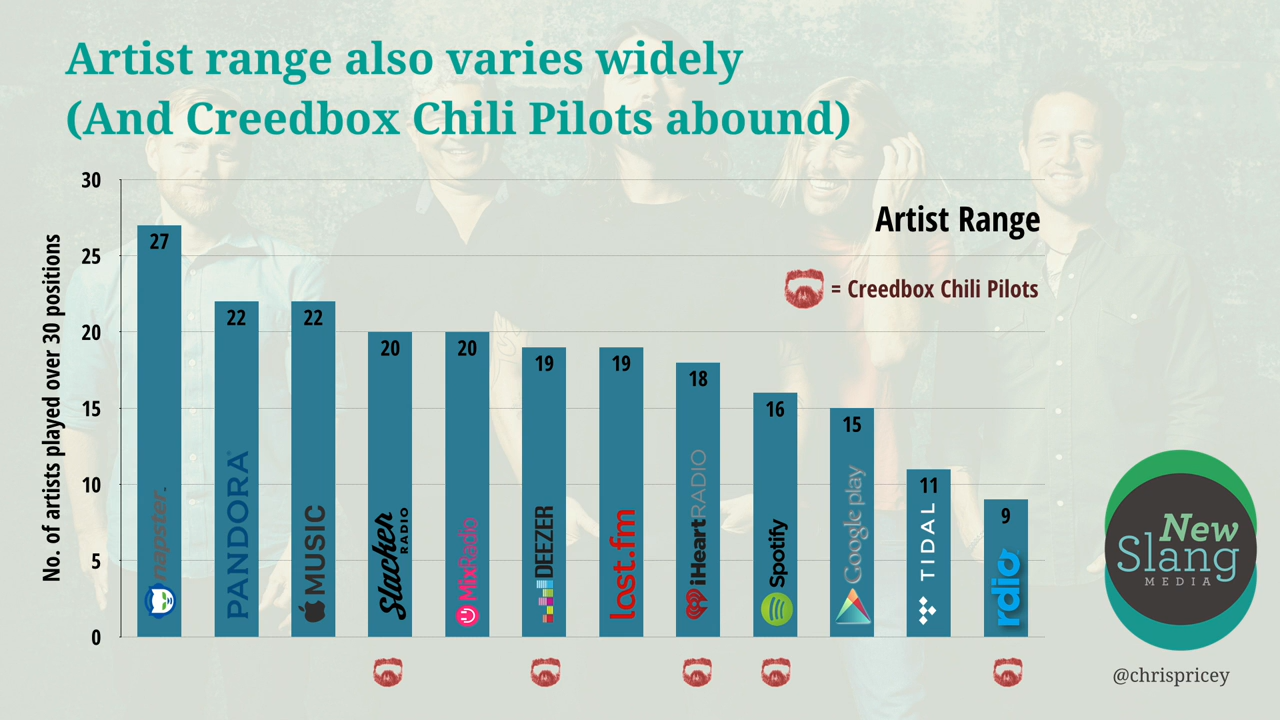 Artist range also varies widely
(And Creedbox Chili Pilots abound)
No. of artists played over 30 positions
30
25
20
15
10
5
0
Artist Range
= Creedbox Chili Pilots
27
22
22
20
20
19
19
18
16
15
11
9
napster.
PANDORA
MUSIC
Slacker
RADIO
MixRadio
DEEZER
last.fm
iHeartRADIO
Spotify
Google play
TIDAL
rdio
New
Slang
MEDIA
@chrispricey